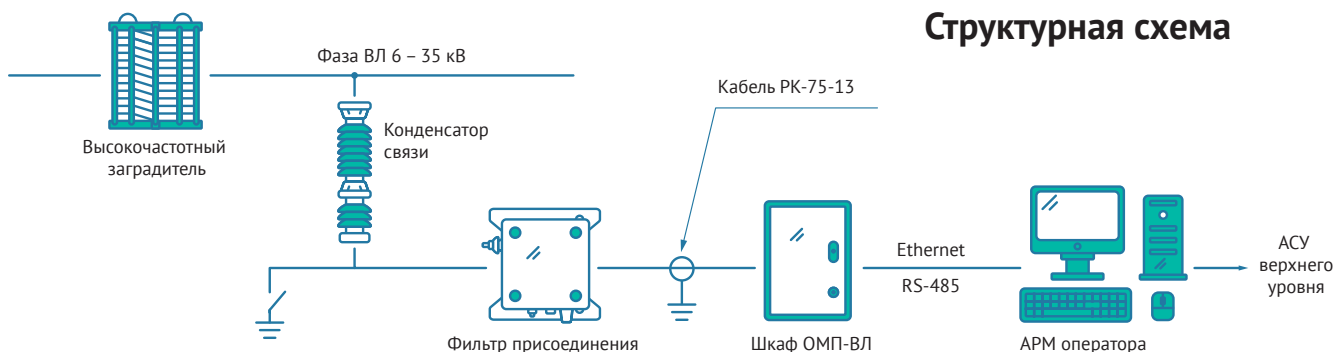 Структурная схема
Фаза ВЛ 6 – 35 кВ
Кабель РК-75-13
Высокочастотный
заградитель
Конденсатор
связи
Ethernet
RS-485
АСУ
верхнего
уровня
Фильтр присоединения
Шкаф ОМП-ВЛ
АРМ оператора